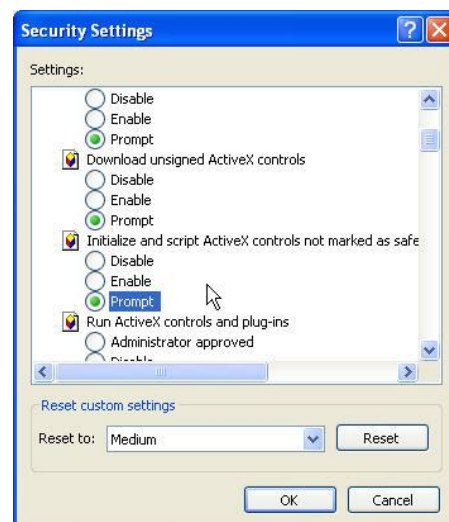 Security Settings
Settings:
Disable
Enable
Prompt
Download unsigned ActiveX controls
Disable
Enable
Prompt
Initialize and script ActiveX controls not marked as safe
Disable
Enable
Prompt
Run ActiveX controls and plug-ins
Administrator approved
Disable
Reset custom settings
Reset to: Medium Reset
OK Cancel